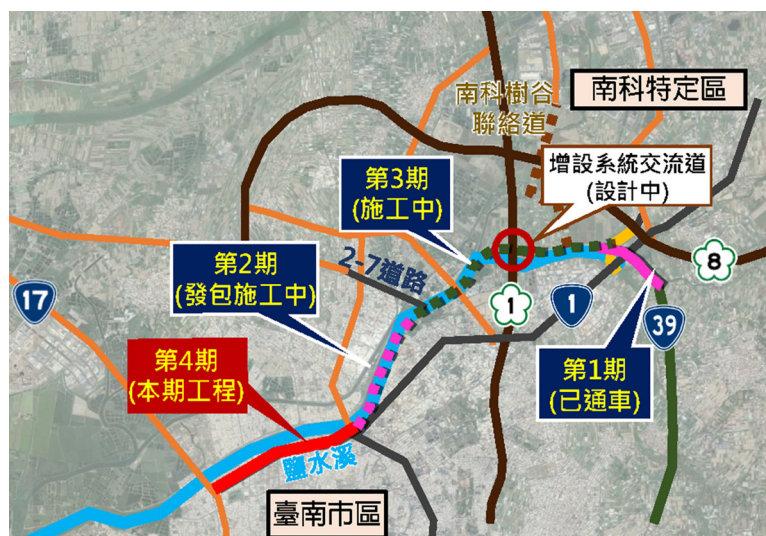 南科樹谷
聯絡道
南科特定區
增設系統交流道
(設計中)
第3期
(施工中)
第2期
(發包施工中)
2-7道路
17
1
1
8
39
第4期
(本期工程)
第1期
(已通車)
鹽水溪
臺南市區